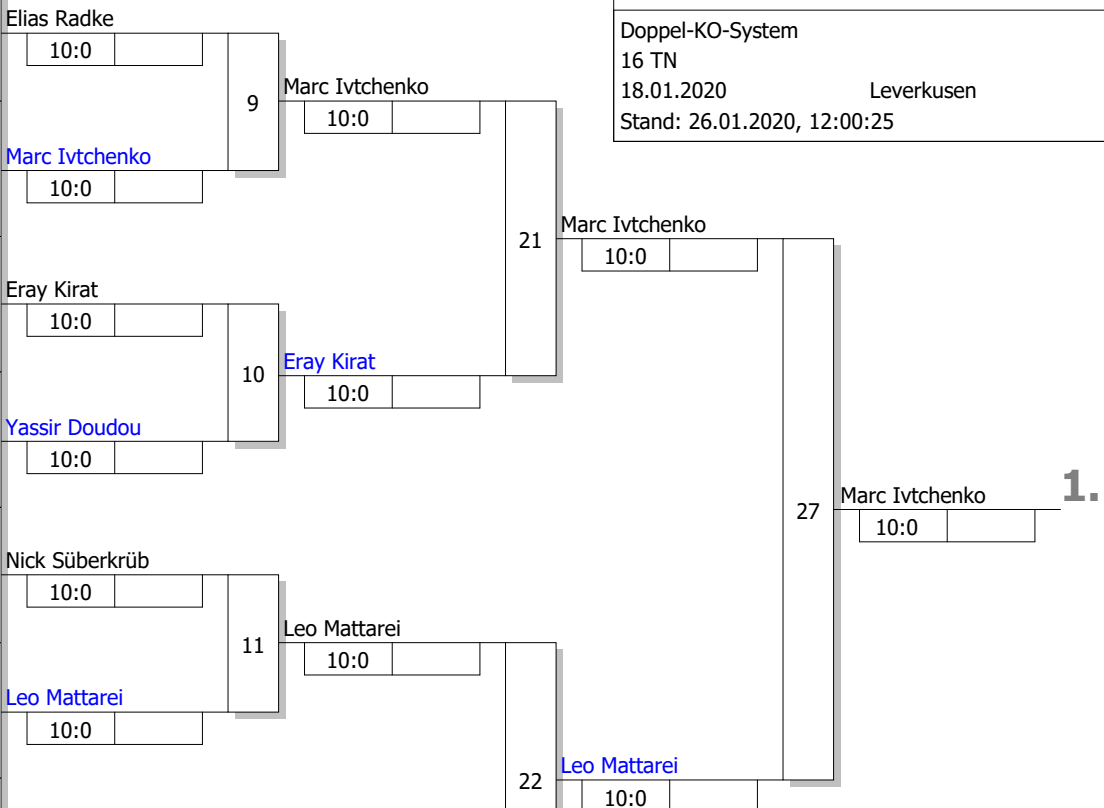 Elias Radke
10:0
Doppel-KO-System
16 TN
18.01.2020 Leverkusen
Stand: 26.01.2020, 12:00:25
9
Marc Ivtchenko
10:0
Marc Ivtchenko
10:0
21
Marc Ivtchenko
10:0
Eray Kirat
10:0
10
Eray Kirat
10:0
Yassir Doudou
10:0
27
Marc Ivtchenko
1.
10:0
Nick Süberkrüb
10:0
11
Leo Mattarei
10:0
Leo Mattarei
10:0
22
Leo Mattarei
10:0